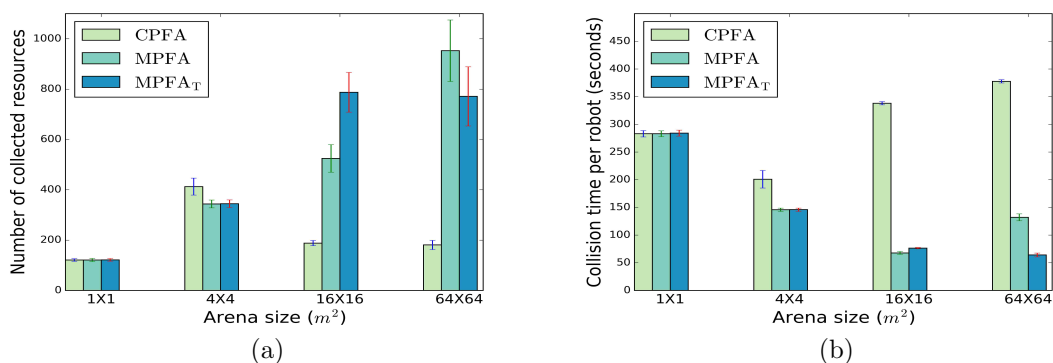 CPFA
MPFA
MPFA_T
Number of collected resources
1000
800
600
400
200
0
1X1
4X4
16X16
64X64
Arena size (m²)
(a)
CPFA
MPFA
MPFA_T
Collision time per robot (seconds)
450
400
350
300
250
200
150
100
50
0
1X1
4X4
16X16
64X64
Arena size (m²)
(b)